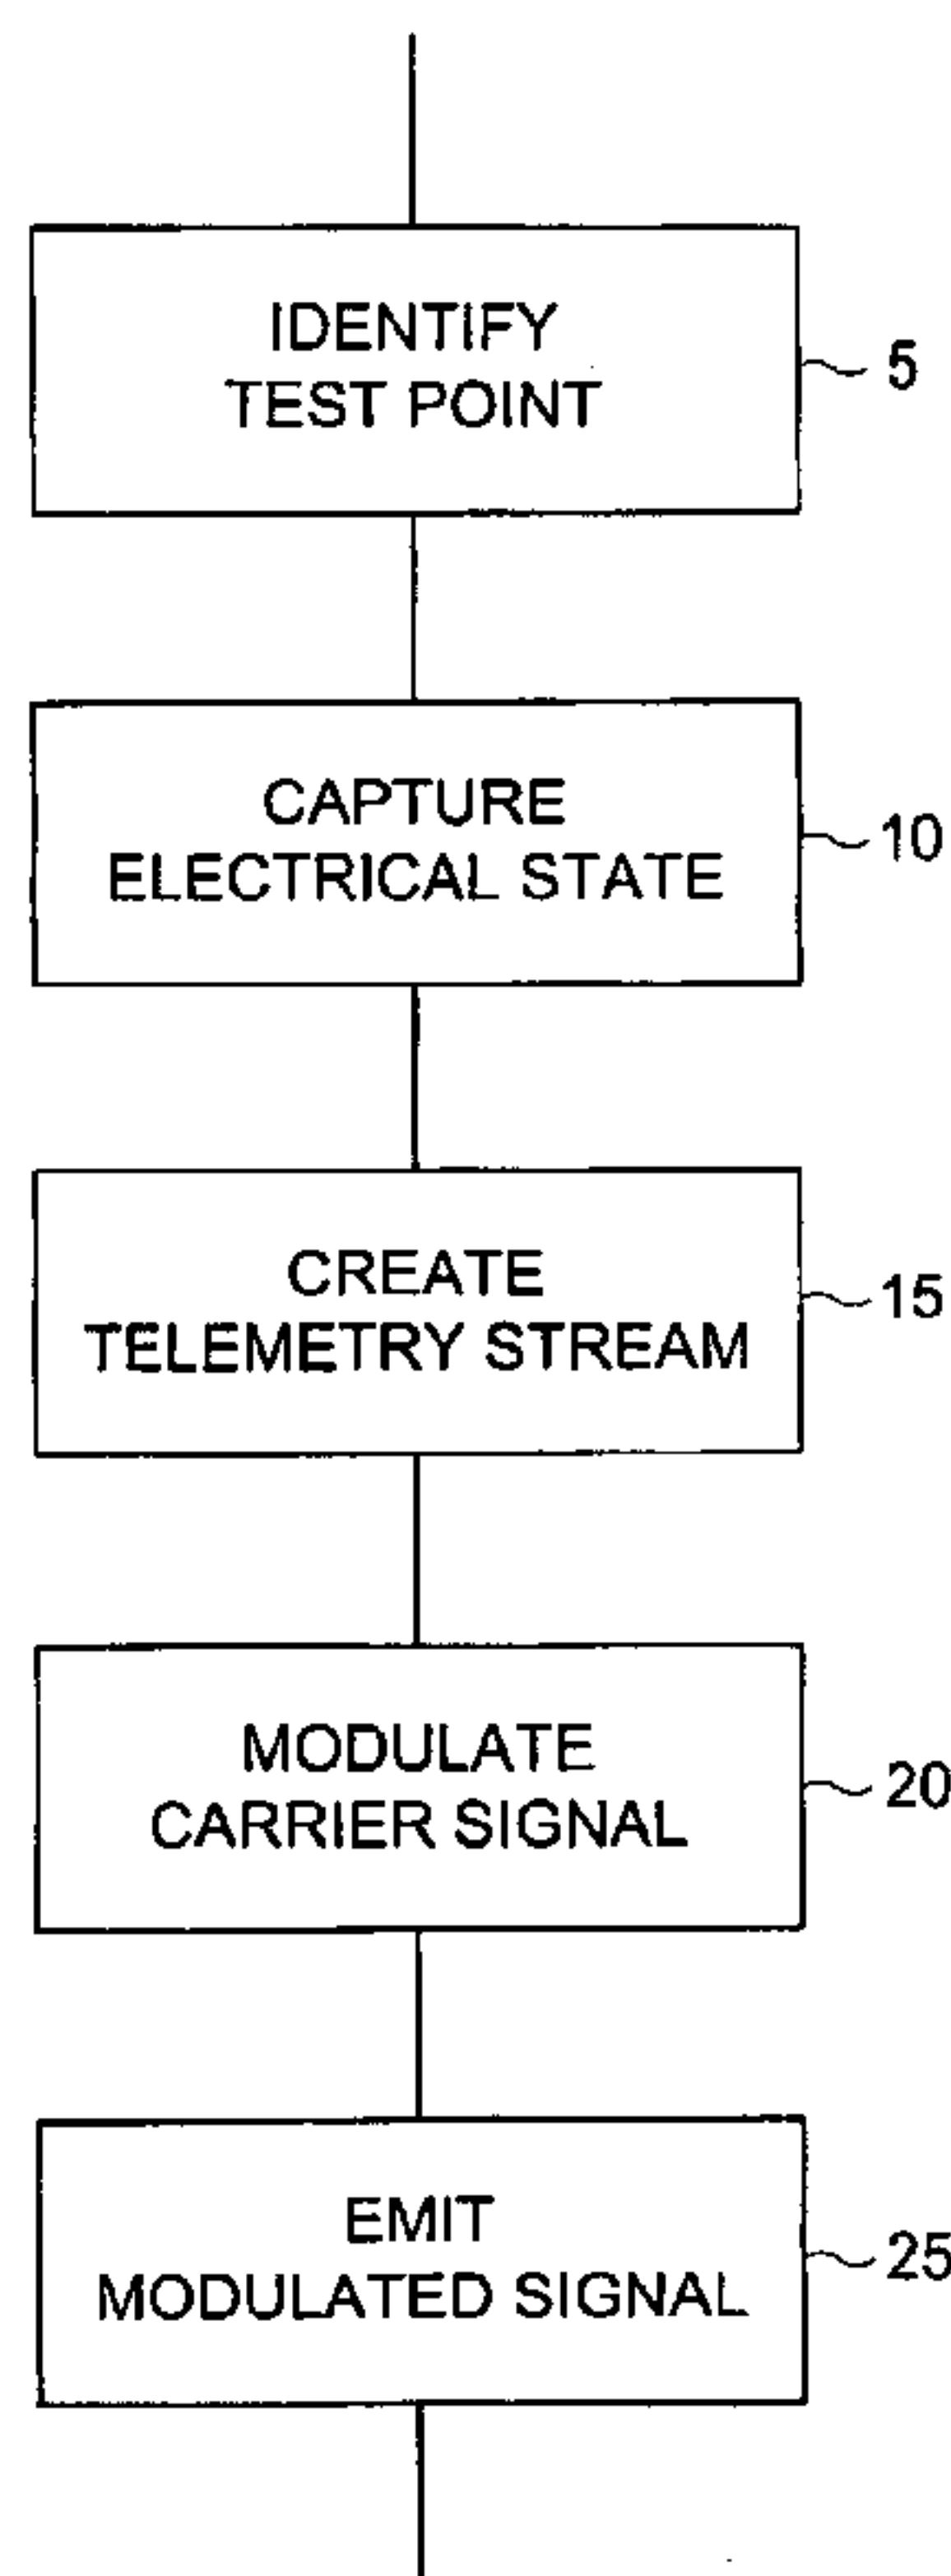 IDENTIFY
TEST POINT
5
CAPTURE
ELECTRICAL STATE
10
CREATE
TELEMETRY STREAM
15
MODULATE
CARRIER SIGNAL
20
EMIT
MODULATED SIGNAL
25